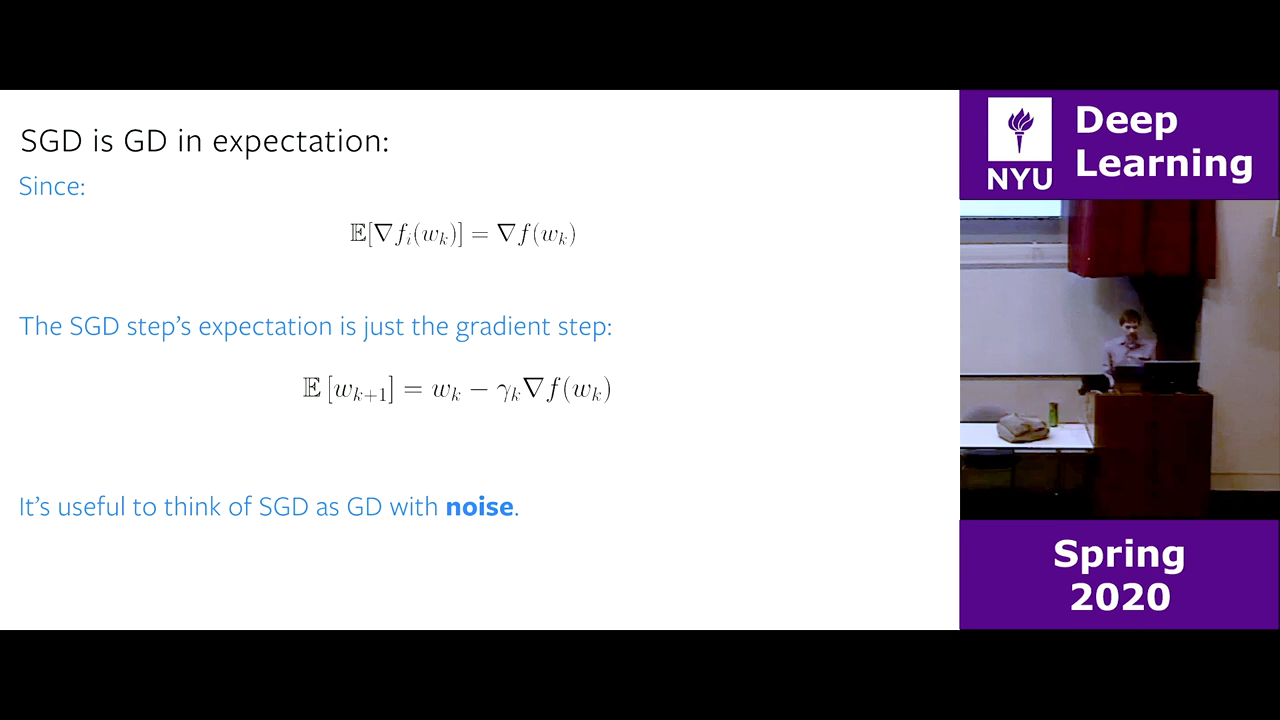 SGD is GD in expectation:
Since:
𝔼[∇f_i(w_k)] = ∇f(w_k)
The SGD step’s expectation is just the gradient step:
𝔼 [w_{k+1}] = w_k − γ_k∇f(w_k)
It’s useful to think of SGD as GD with noise.
NYU
Deep
Learning
Spring
2020